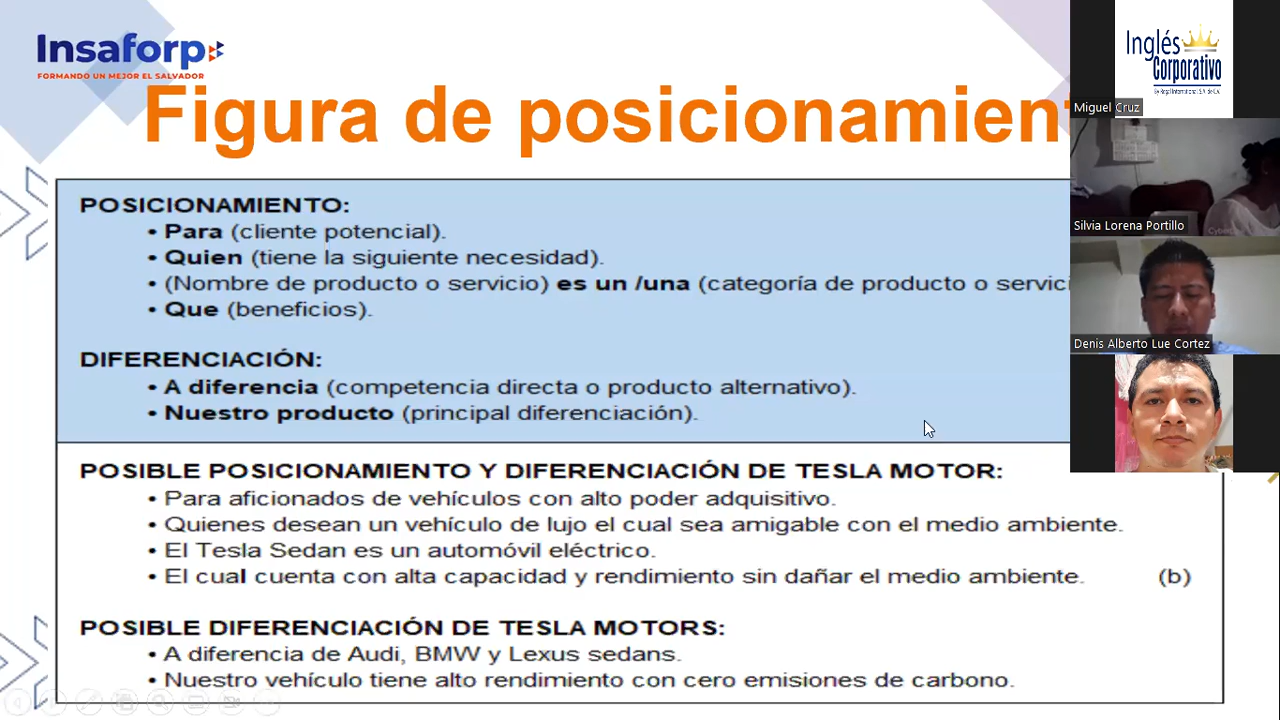 Insaforp
FORMANDO UN MEJOR EL SALVADOR
Figura de posicionamien
POSICIONAMIENTO:
• Para (cliente potencial).
• Quien (tiene la siguiente necesidad).
• (Nombre de producto o servicio) es un /una (categoría de producto o servici
• Que (beneficios).
DIFERENCIACIÓN:
• A diferencia (competencia directa o producto alternativo).
• Nuestro producto (principal diferenciación).
POSIBLE POSICIONAMIENTO Y DIFERENCIACIÓN DE TESLA MOTOR:
• Para aficionados de vehículos con alto poder adquisitivo.
• Quienes desean un vehículo de lujo el cual sea amigable con el medio ambiente.
• El Tesla Sedan es un automóvil eléctrico.
• El cual cuenta con alta capacidad y rendimiento sin dañar el medio ambiente. (b)
POSIBLE DIFERENCIACIÓN DE TESLA MOTORS:
• A diferencia de Audi, BMW y Lexus sedans.
• Nuestro vehículo tiene alto rendimiento con cero emisiones de carbono.
Inglés
Corporativo
Miguel Cruz
Silvia Lorena Portillo
Denis Alberto Lue Cortez